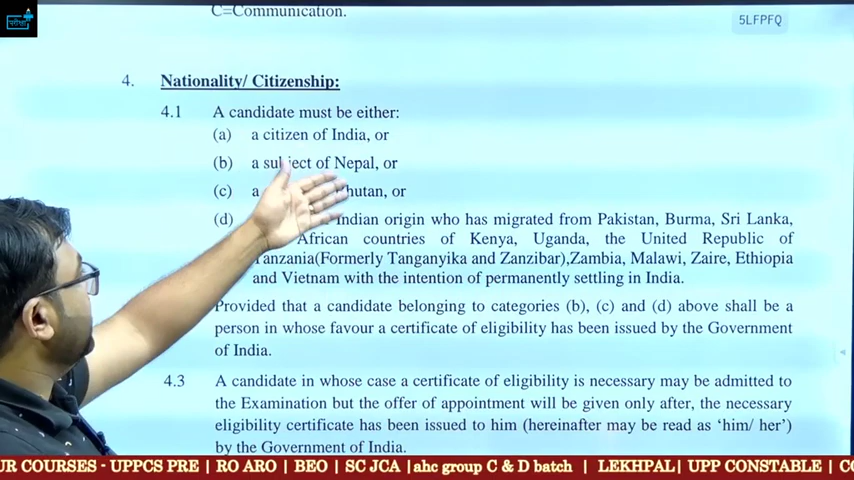 परीक्षा
C=Communication.
5LFPFQ
4. Nationality/ Citizenship:
4.1 A candidate must be either:
(a) a citizen of India, or
(b) a subject of Nepal, or
(c) a hutan, or
(d) Indian origin who has migrated from Pakistan, Burma, Sri Lanka,
African countries of Kenya, Uganda, the United Republic of
Tanzania(Formerly Tanganyika and Zanzibar),Zambia, Malawi, Zaire, Ethiopia
and Vietnam with the intention of permanently settling in India.
Provided that a candidate belonging to categories (b), (c) and (d) above shall be a
person in whose favour a certificate of eligibility has been issued by the Government
of India.
4.3 A candidate in whose case a certificate of eligibility is necessary may be admitted to
the Examination but the offer of appointment will be given only after, the necessary
eligibility certificate has been issued to him (hereinafter may be read as ‘him/ her’)
by the Government of India.
UR COURSES - UPPCS PRE | RO ARO | BEO | SC JCA |ahc group C & D batch | LEKHPAL| UPP CONSTABLE | CO